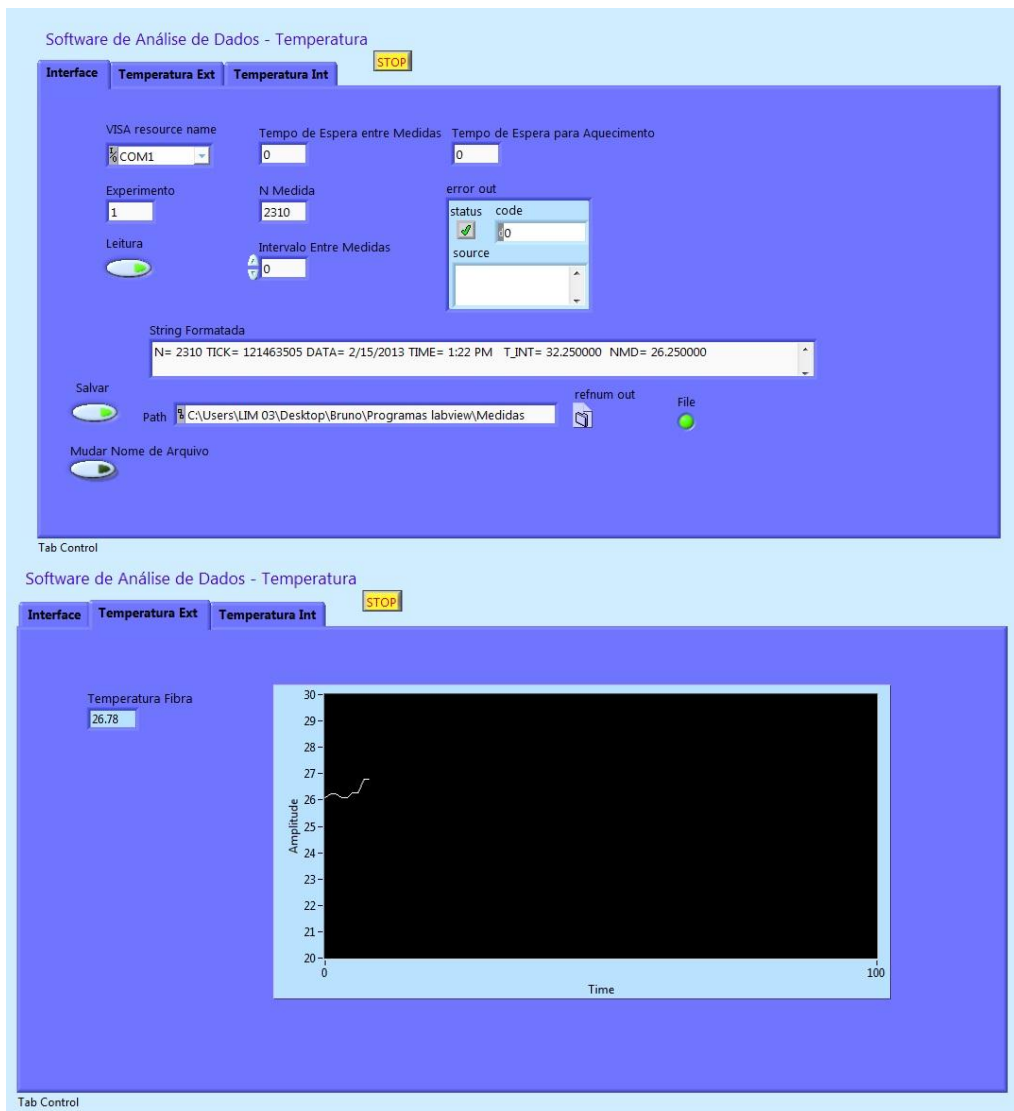 Software de Análise de Dados - Temperatura
STOP
Interface Temperatura Ext Temperatura Int
VISA resource name Tempo de Espera entre Medidas Tempo de Espera para Aquecimento
COM1 0 0
Experimento N Medida error out
1 2310 status code
d0
Leitura Intervalo Entre Medidas source
0
String Formatada
N= 2310 TICK= 121463505 DATA= 2/15/2013 TIME= 1:22 PM T_INT= 32.250000 NMD= 26.250000
Salvar refnum out File
Path C:\Users\LIM 03\Desktop\Bruno\Programas labview\Medidas
Mudar Nome de Arquivo
Tab Control
Software de Análise de Dados - Temperatura
STOP
Interface Temperatura Ext Temperatura Int
Temperatura Fibra
26.78
30
29
28
27
26
25
24
23
22
21
20
Amplitude
0 100
Time
Tab Control